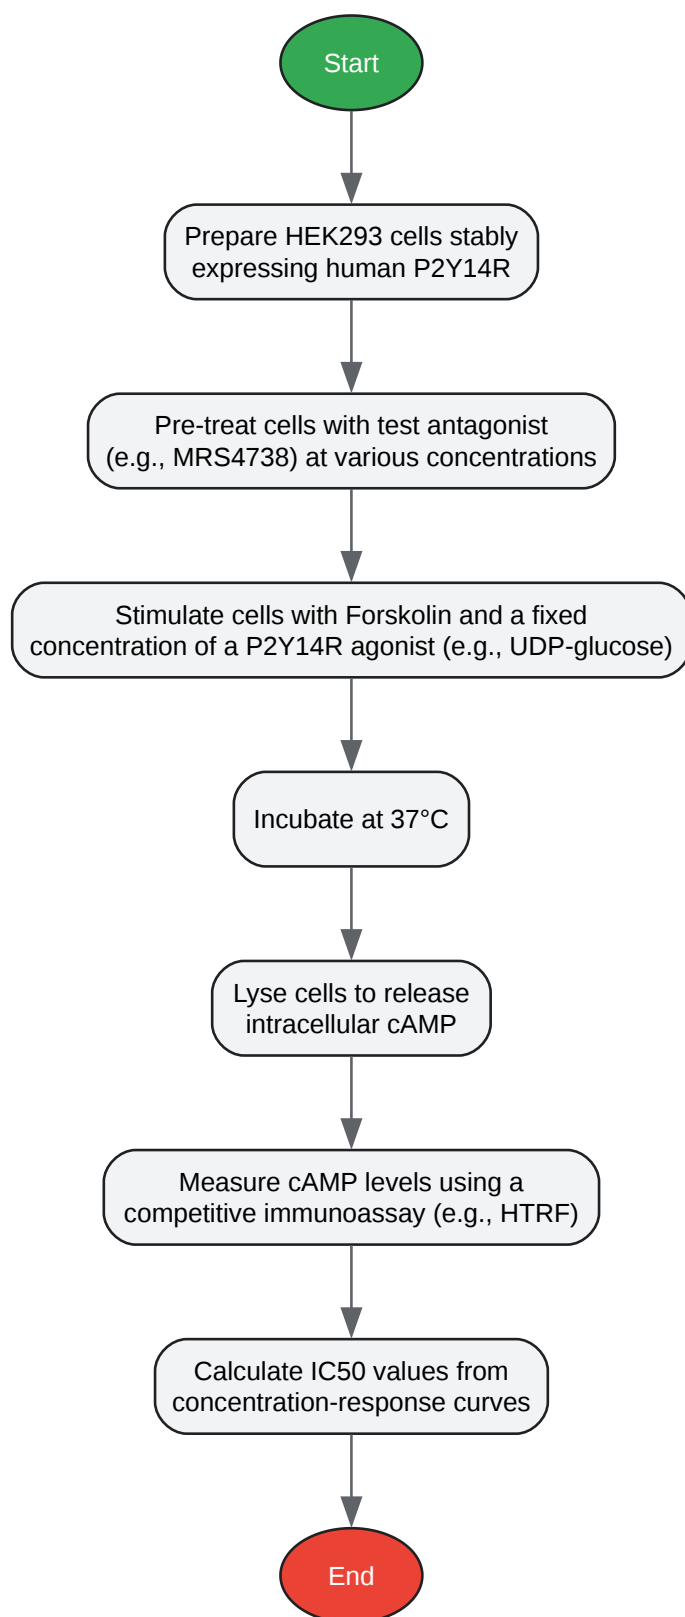 Start
Prepare HEK293 cells stably
expressing human P2Y14R
Pre-treat cells with test antagonist
(e.g., MRS4738) at various concentrations
Stimulate cells with Forskolin and a fixed
concentration of a P2Y14R agonist (e.g., UDP-glucose)
Incubate at 37°C
Lyse cells to release
intracellular cAMP
Measure cAMP levels using a
competitive immunoassay (e.g., HTRF)
Calculate IC50 values from
concentration-response curves
End